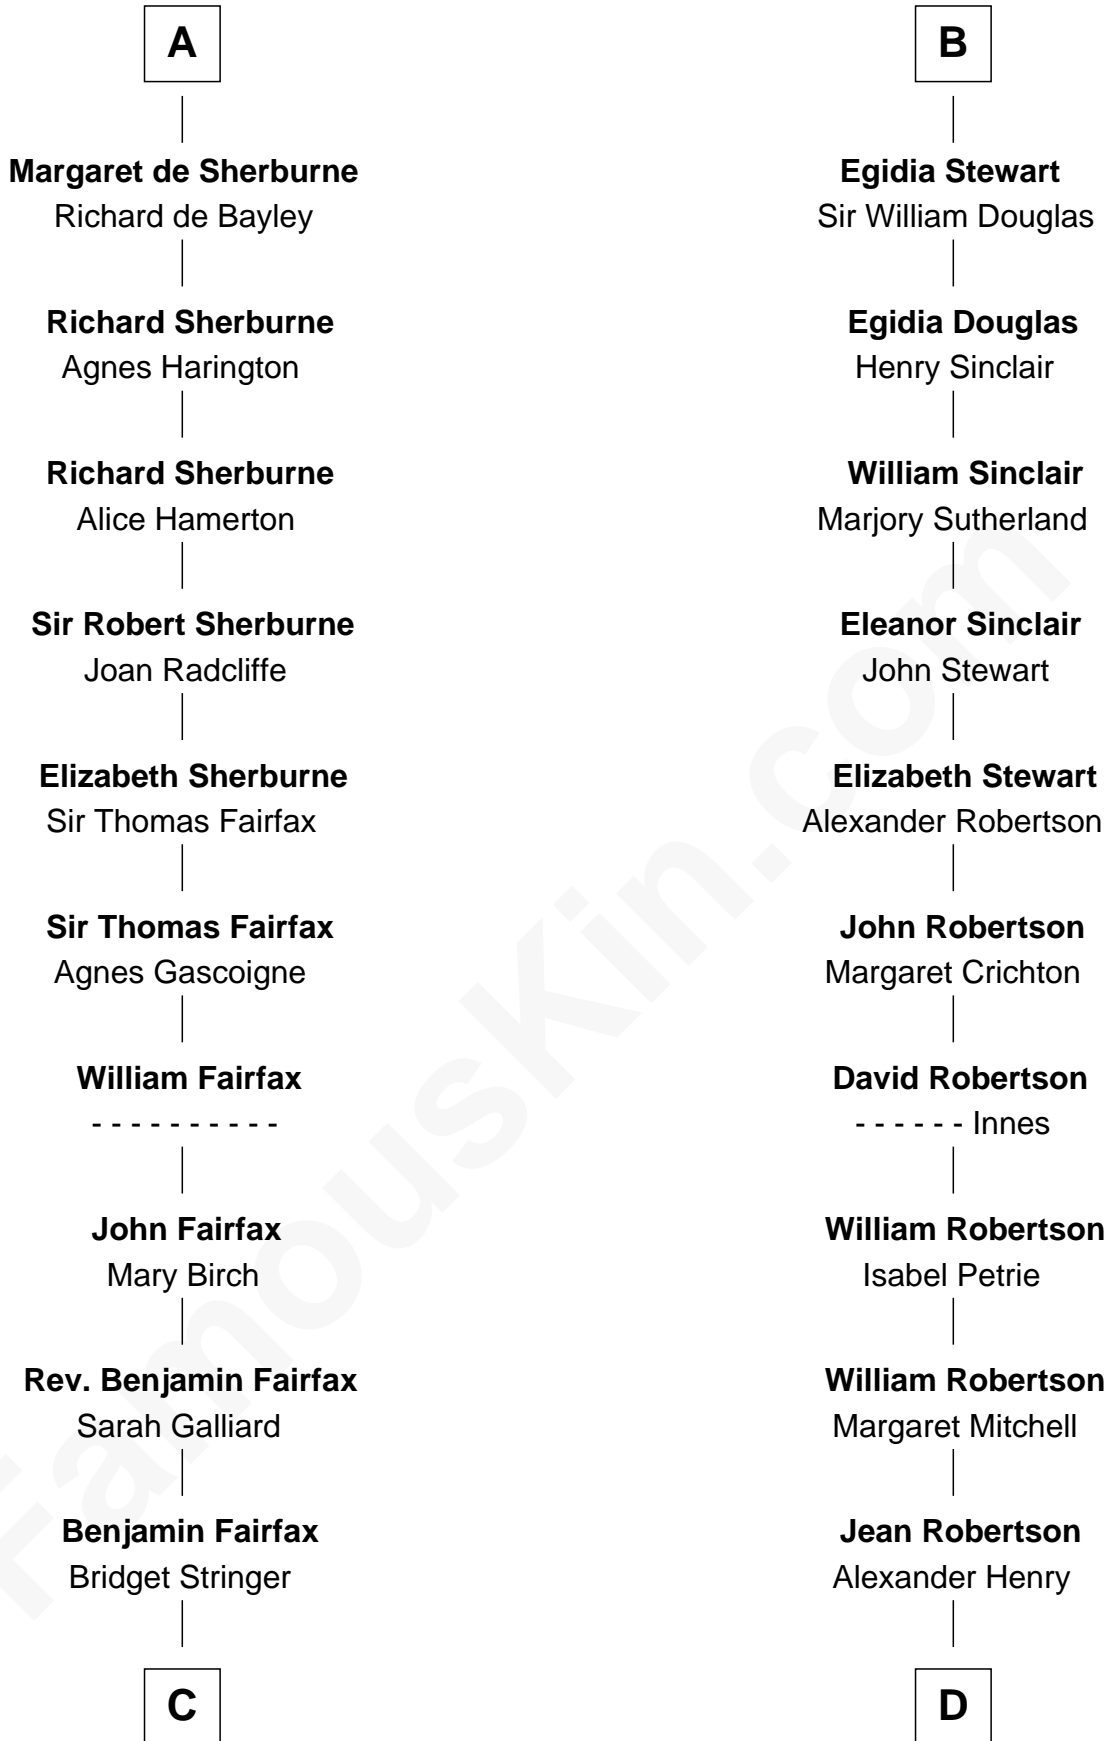 A
Margaret de Sherburne
Richard de Bayley
Richard Sherburne
Agnes Harington
Richard Sherburne
Alice Hamerton
Sir Robert Sherburne
Joan Radcliffe
Elizabeth Sherburne
Sir Thomas Fairfax
Sir Thomas Fairfax
Agnes Gascoigne
William Fairfax
- - - - - - - - - -
John Fairfax
Mary Birch
Rev. Benjamin Fairfax
Sarah Galliard
Benjamin Fairfax
Bridget Stringer
C
B
Egidia Stewart
Sir William Douglas
Egidia Douglas
Henry Sinclair
William Sinclair
Marjory Sutherland
Eleanor Sinclair
John Stewart
Elizabeth Stewart
Alexander Robertson
John Robertson
Margaret Crichton
David Robertson
- - - - - - Innes
William Robertson
Isabel Petrie
William Robertson
Margaret Mitchell
Jean Robertson
Alexander Henry
D
FamousKin.com